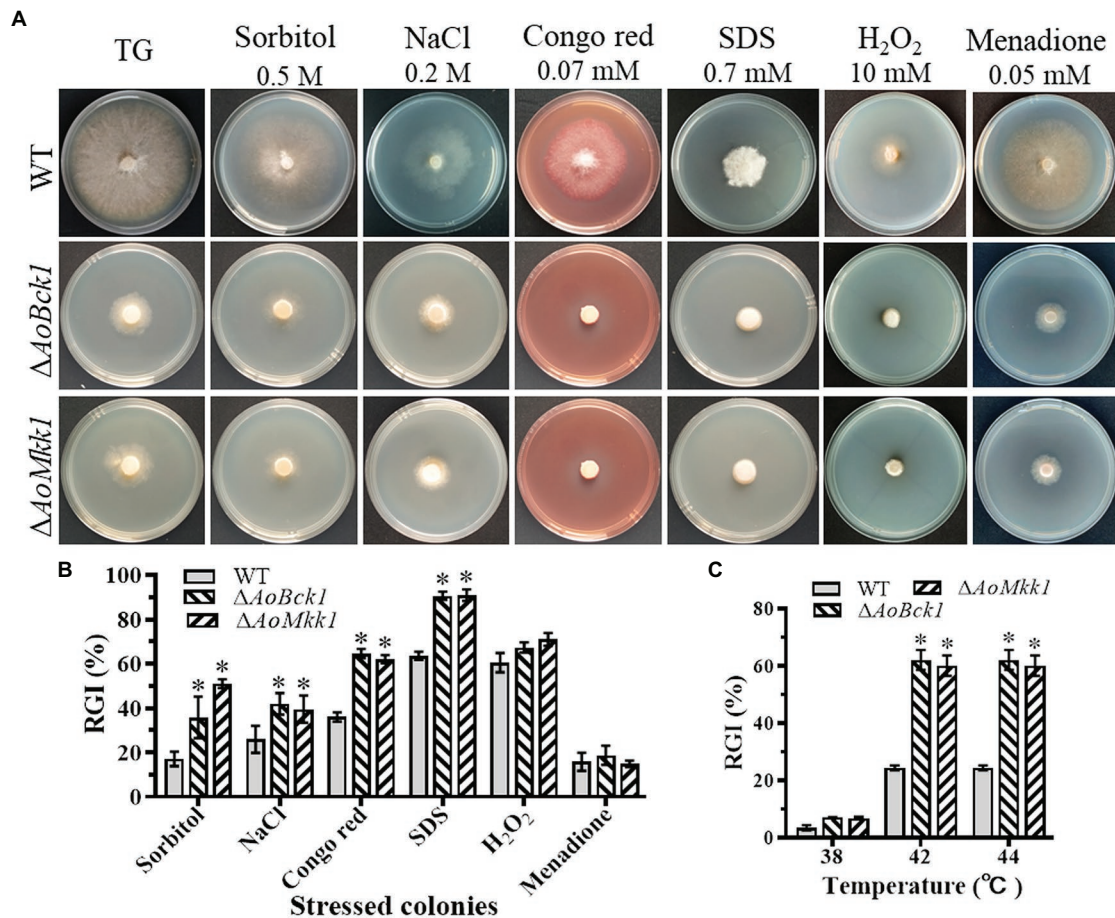 A
TG
Sorbitol
0.5 M
NaCl
0.2 M
Congo red
0.07 mM
SDS
0.7 mM
H₂O₂
10 mM
Menadione
0.05 mM
WT
ΔAoBck1
ΔAoMkk1
B
WT
ΔAoBck1
ΔAoMkk1
RGI (%)
100
80
60
40
20
0
* * * * * * * *
Sorbitol
NaCl
Congo red
SDS
H₂O₂
Menadione
Stressed colonies
C
WT
ΔAoMkk1
ΔAoBck1
RGI (%)
80
60
40
20
0
* * * *
38 42 44
Temperature (℃)